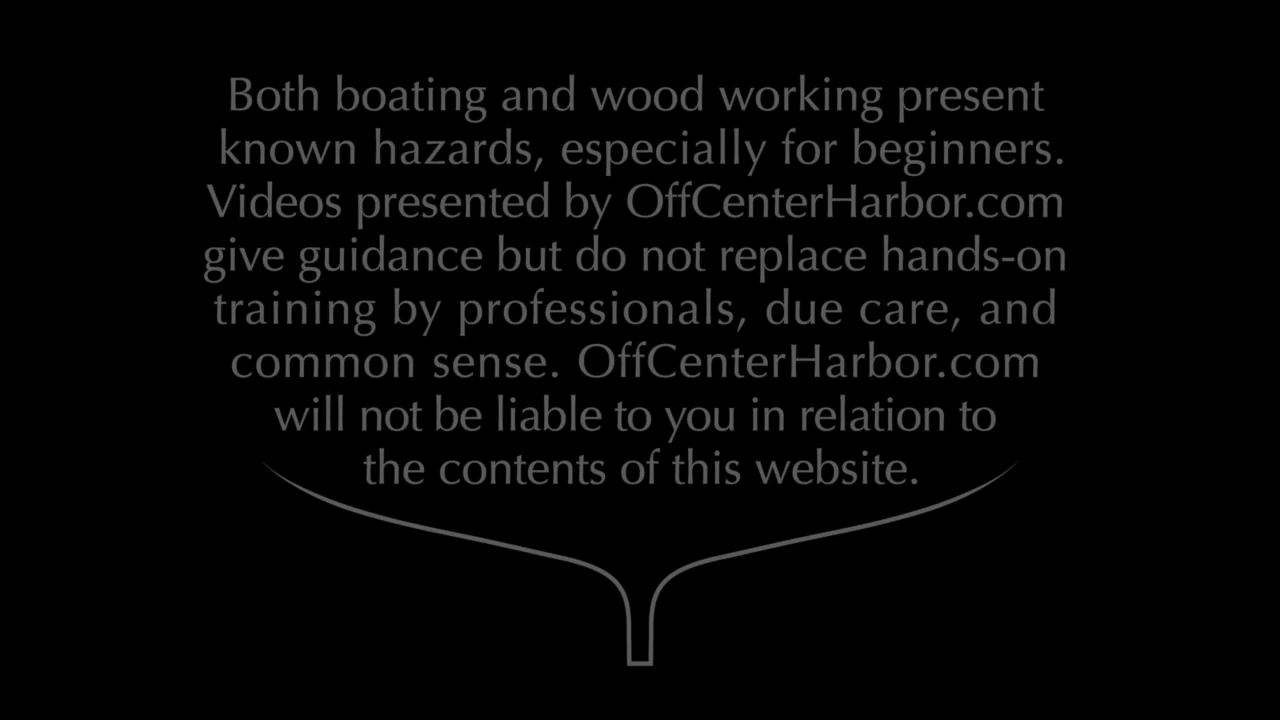 Both boating and wood working present
known hazards, especially for beginners.
Videos presented by OffCenterHarbor.com
give guidance but do not replace hands-on
training by professionals, due care, and
common sense. OffCenterHarbor.com
will not be liable to you in relation to
the contents of this website.